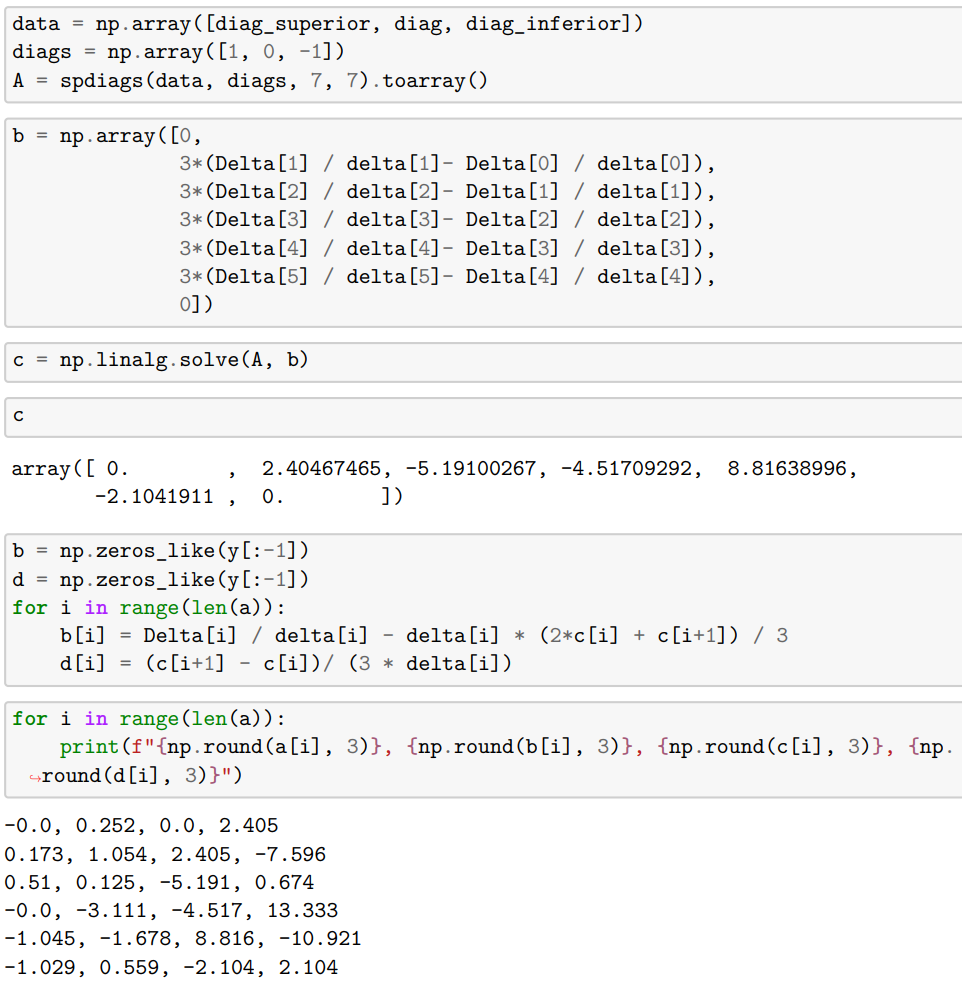 data = np.array([diag_superior, diag, diag_inferior])
diags = np.array([1, 0, -1])
A = spdiags(data, diags, 7, 7).toarray()
b = np.array([0,
              3*(Delta[1] / delta[1]- Delta[0] / delta[0]),
              3*(Delta[2] / delta[2]- Delta[1] / delta[1]),
              3*(Delta[3] / delta[3]- Delta[2] / delta[2]),
              3*(Delta[4] / delta[4]- Delta[3] / delta[3]),
              3*(Delta[5] / delta[5]- Delta[4] / delta[4]),
              0])
c = np.linalg.solve(A, b)
c
array([ 0.        ,  2.40467465, -5.19100267, -4.51709292,  8.81638996,
       -2.1041911 ,  0.        ])
b = np.zeros_like(y[:-1])
d = np.zeros_like(y[:-1])
for i in range(len(a)):
    b[i] = Delta[i] / delta[i] - delta[i] * (2*c[i] + c[i+1]) / 3
    d[i] = (c[i+1] - c[i])/ (3 * delta[i])
for i in range(len(a)):
    print(f"{np.round(a[i], 3)}, {np.round(b[i], 3)}, {np.round(c[i], 3)}, {np.
↪round(d[i], 3)}")
-0.0, 0.252, 0.0, 2.405
0.173, 1.054, 2.405, -7.596
0.51, 0.125, -5.191, 0.674
-0.0, -3.111, -4.517, 13.333
-1.045, -1.678, 8.816, -10.921
-1.029, 0.559, -2.104, 2.104